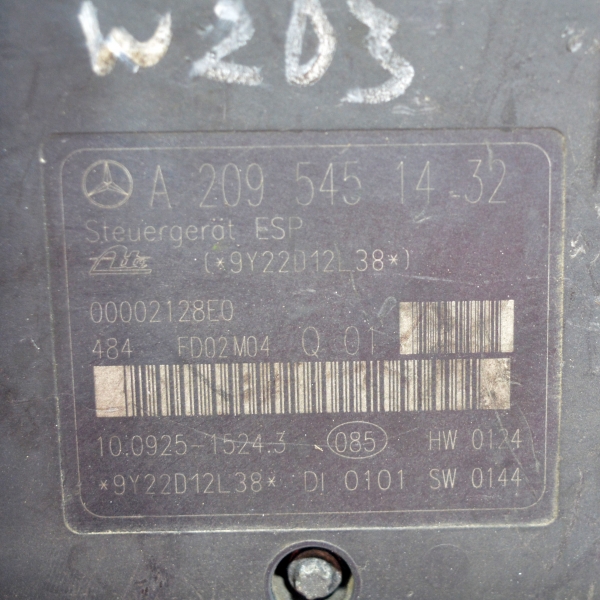 W203
A 209 545 14 32
Steuergerät ESP
Ate (*9Y22D12L38*)
00002128E0
484 FD02M04 Q 01
10.0925-1524.3 085 HW 0124
*9Y22D12L38* DI 0101 SW 0144